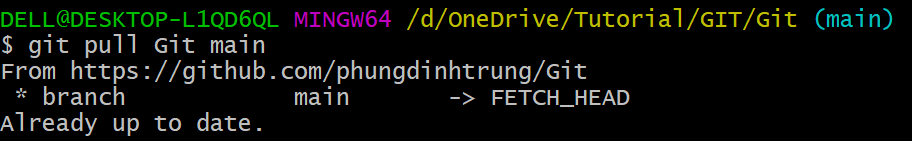 DELL@DESKTOP-L1QD6QL MINGW64 /d/OneDrive/Tutorial/GIT/Git (main)
$ git pull Git main
From https://github.com/phungdinhtrung/Git
 * branch            main       -> FETCH_HEAD
Already up to date.